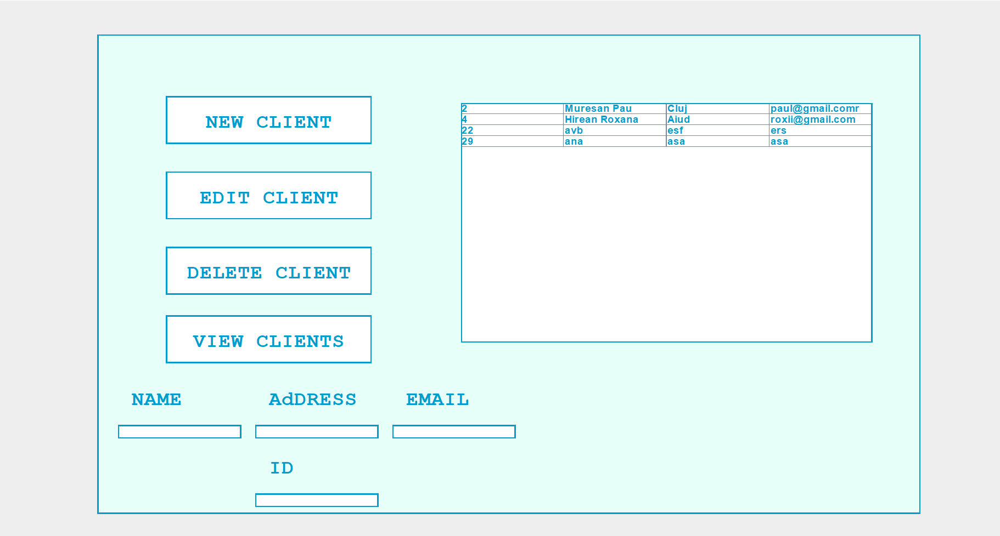 NEW CLIENT
EDIT CLIENT
DELETE CLIENT
VIEW CLIENTS
2 Muresan Pau Cluj paul@gmail.comr
4 Hirean Roxana Aiud roxii@gmail.com
22 avb esf ers
29 ana asa asa
NAME AdDRESS EMAIL
ID